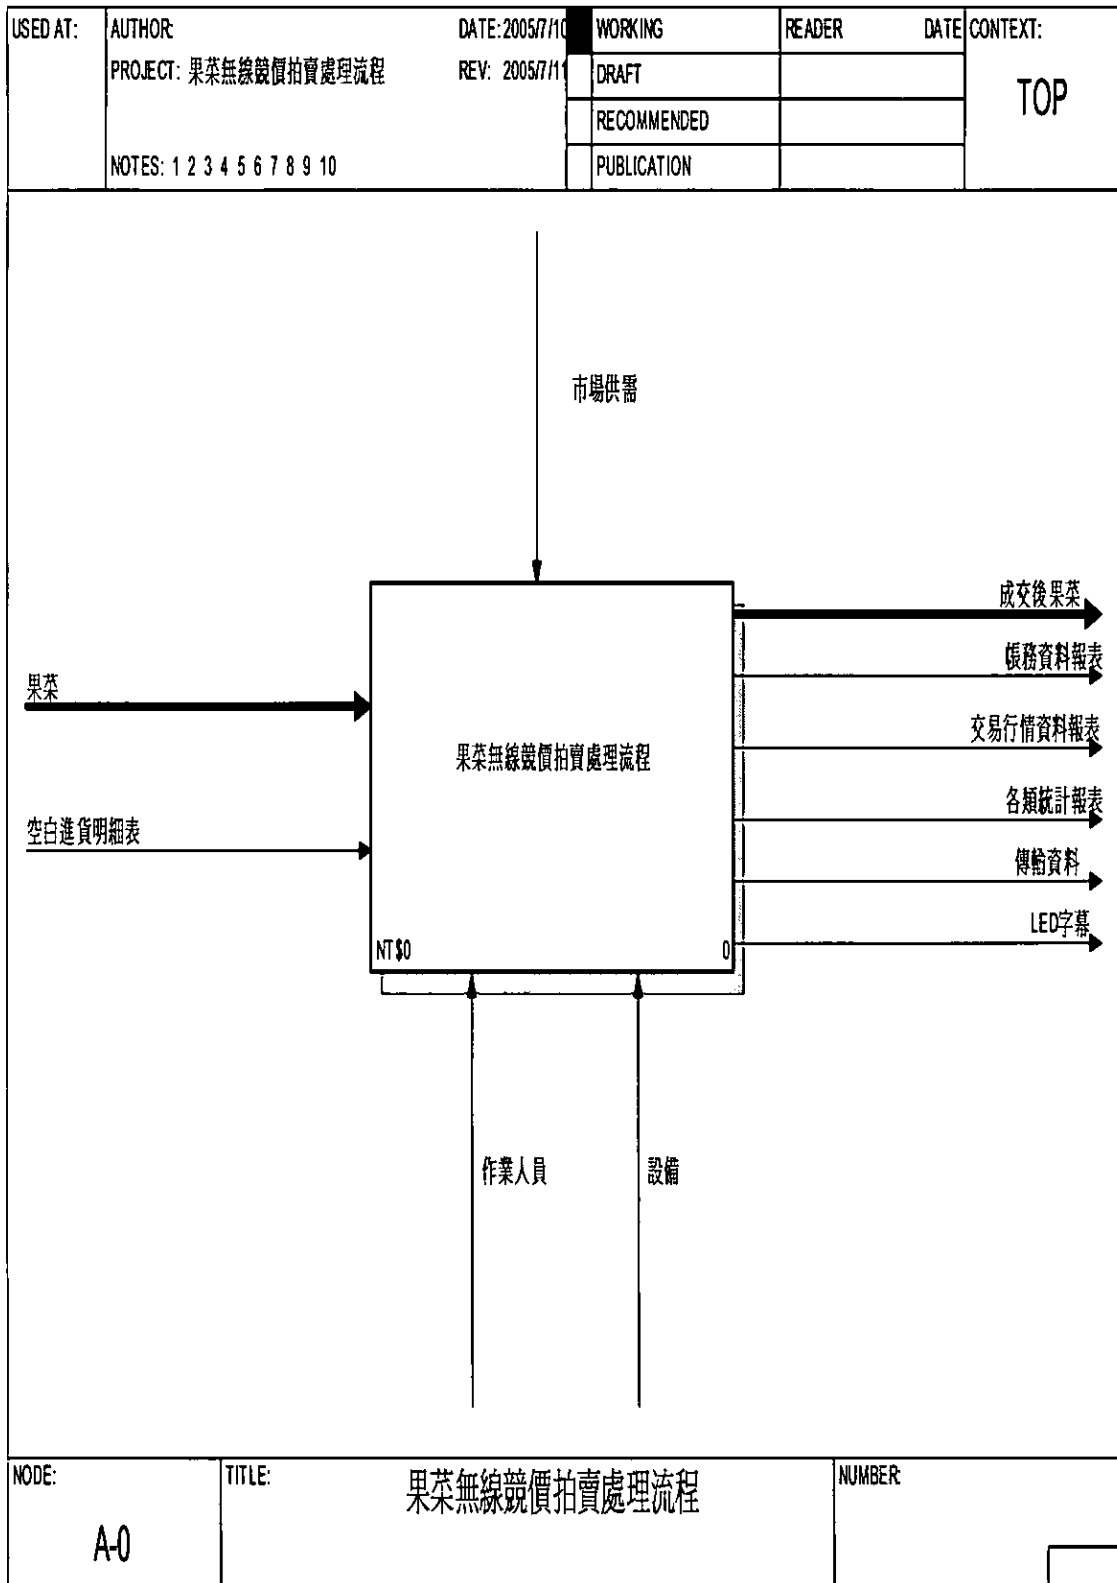 USED AT:
AUTHOR:
DATE: 2005/7/10
WORKING
READER
DATE
CONTEXT:
PROJECT: 果菜無線競價拍賣處理流程
REV: 2005/7/11
DRAFT
TOP
RECOMMENDED
NOTES: 1 2 3 4 5 6 7 8 9 10
PUBLICATION
市場供需
成交後果菜
帳務資料報表
果菜
交易行情資料報表
果菜無線競價拍賣處理流程
各類統計報表
空白進貨明細表
傳輸資料
LED字幕
NT$0
0
作業人員
設備
NODE:
TITLE:
果菜無線競價拍賣處理流程
NUMBER:
A-0